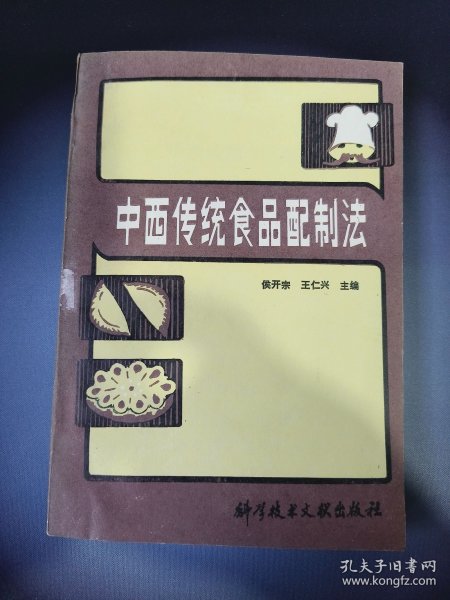 中西传统食品配制法
侯开宗 王仁兴 主编
科学技术文献出版社
孔夫子旧书网
www.kongfz.com